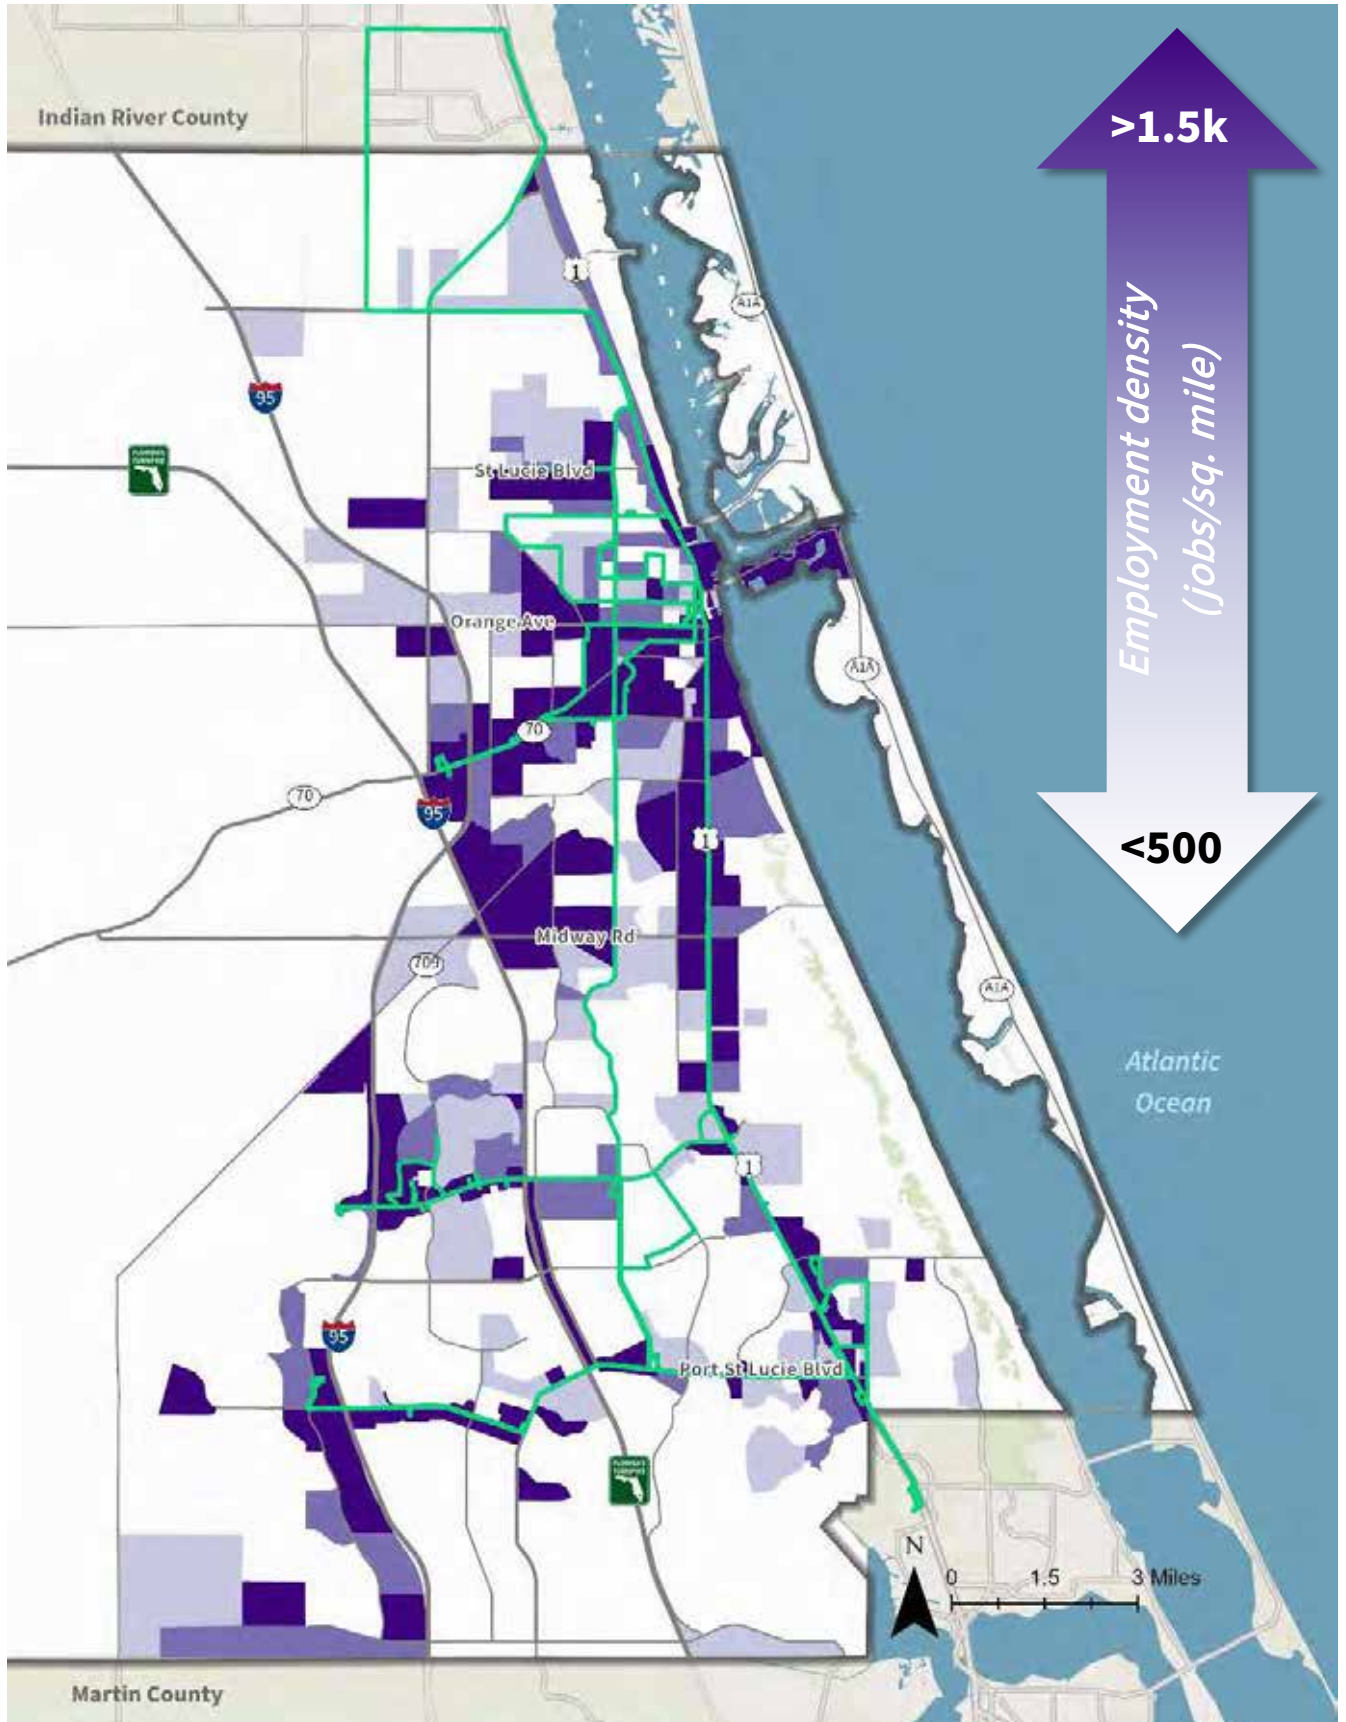 Indian River County
>1.5k
1
A1A
95
Employment density
(jobs/sq. mile)
St Lucie Blvd
Orange Ave
A1A
70
70
95
1
<500
Midway Rd
709
A1A
Atlantic
Ocean
1
95
Port St Lucie Blvd
N
0 1.5 3 Miles
Martin County